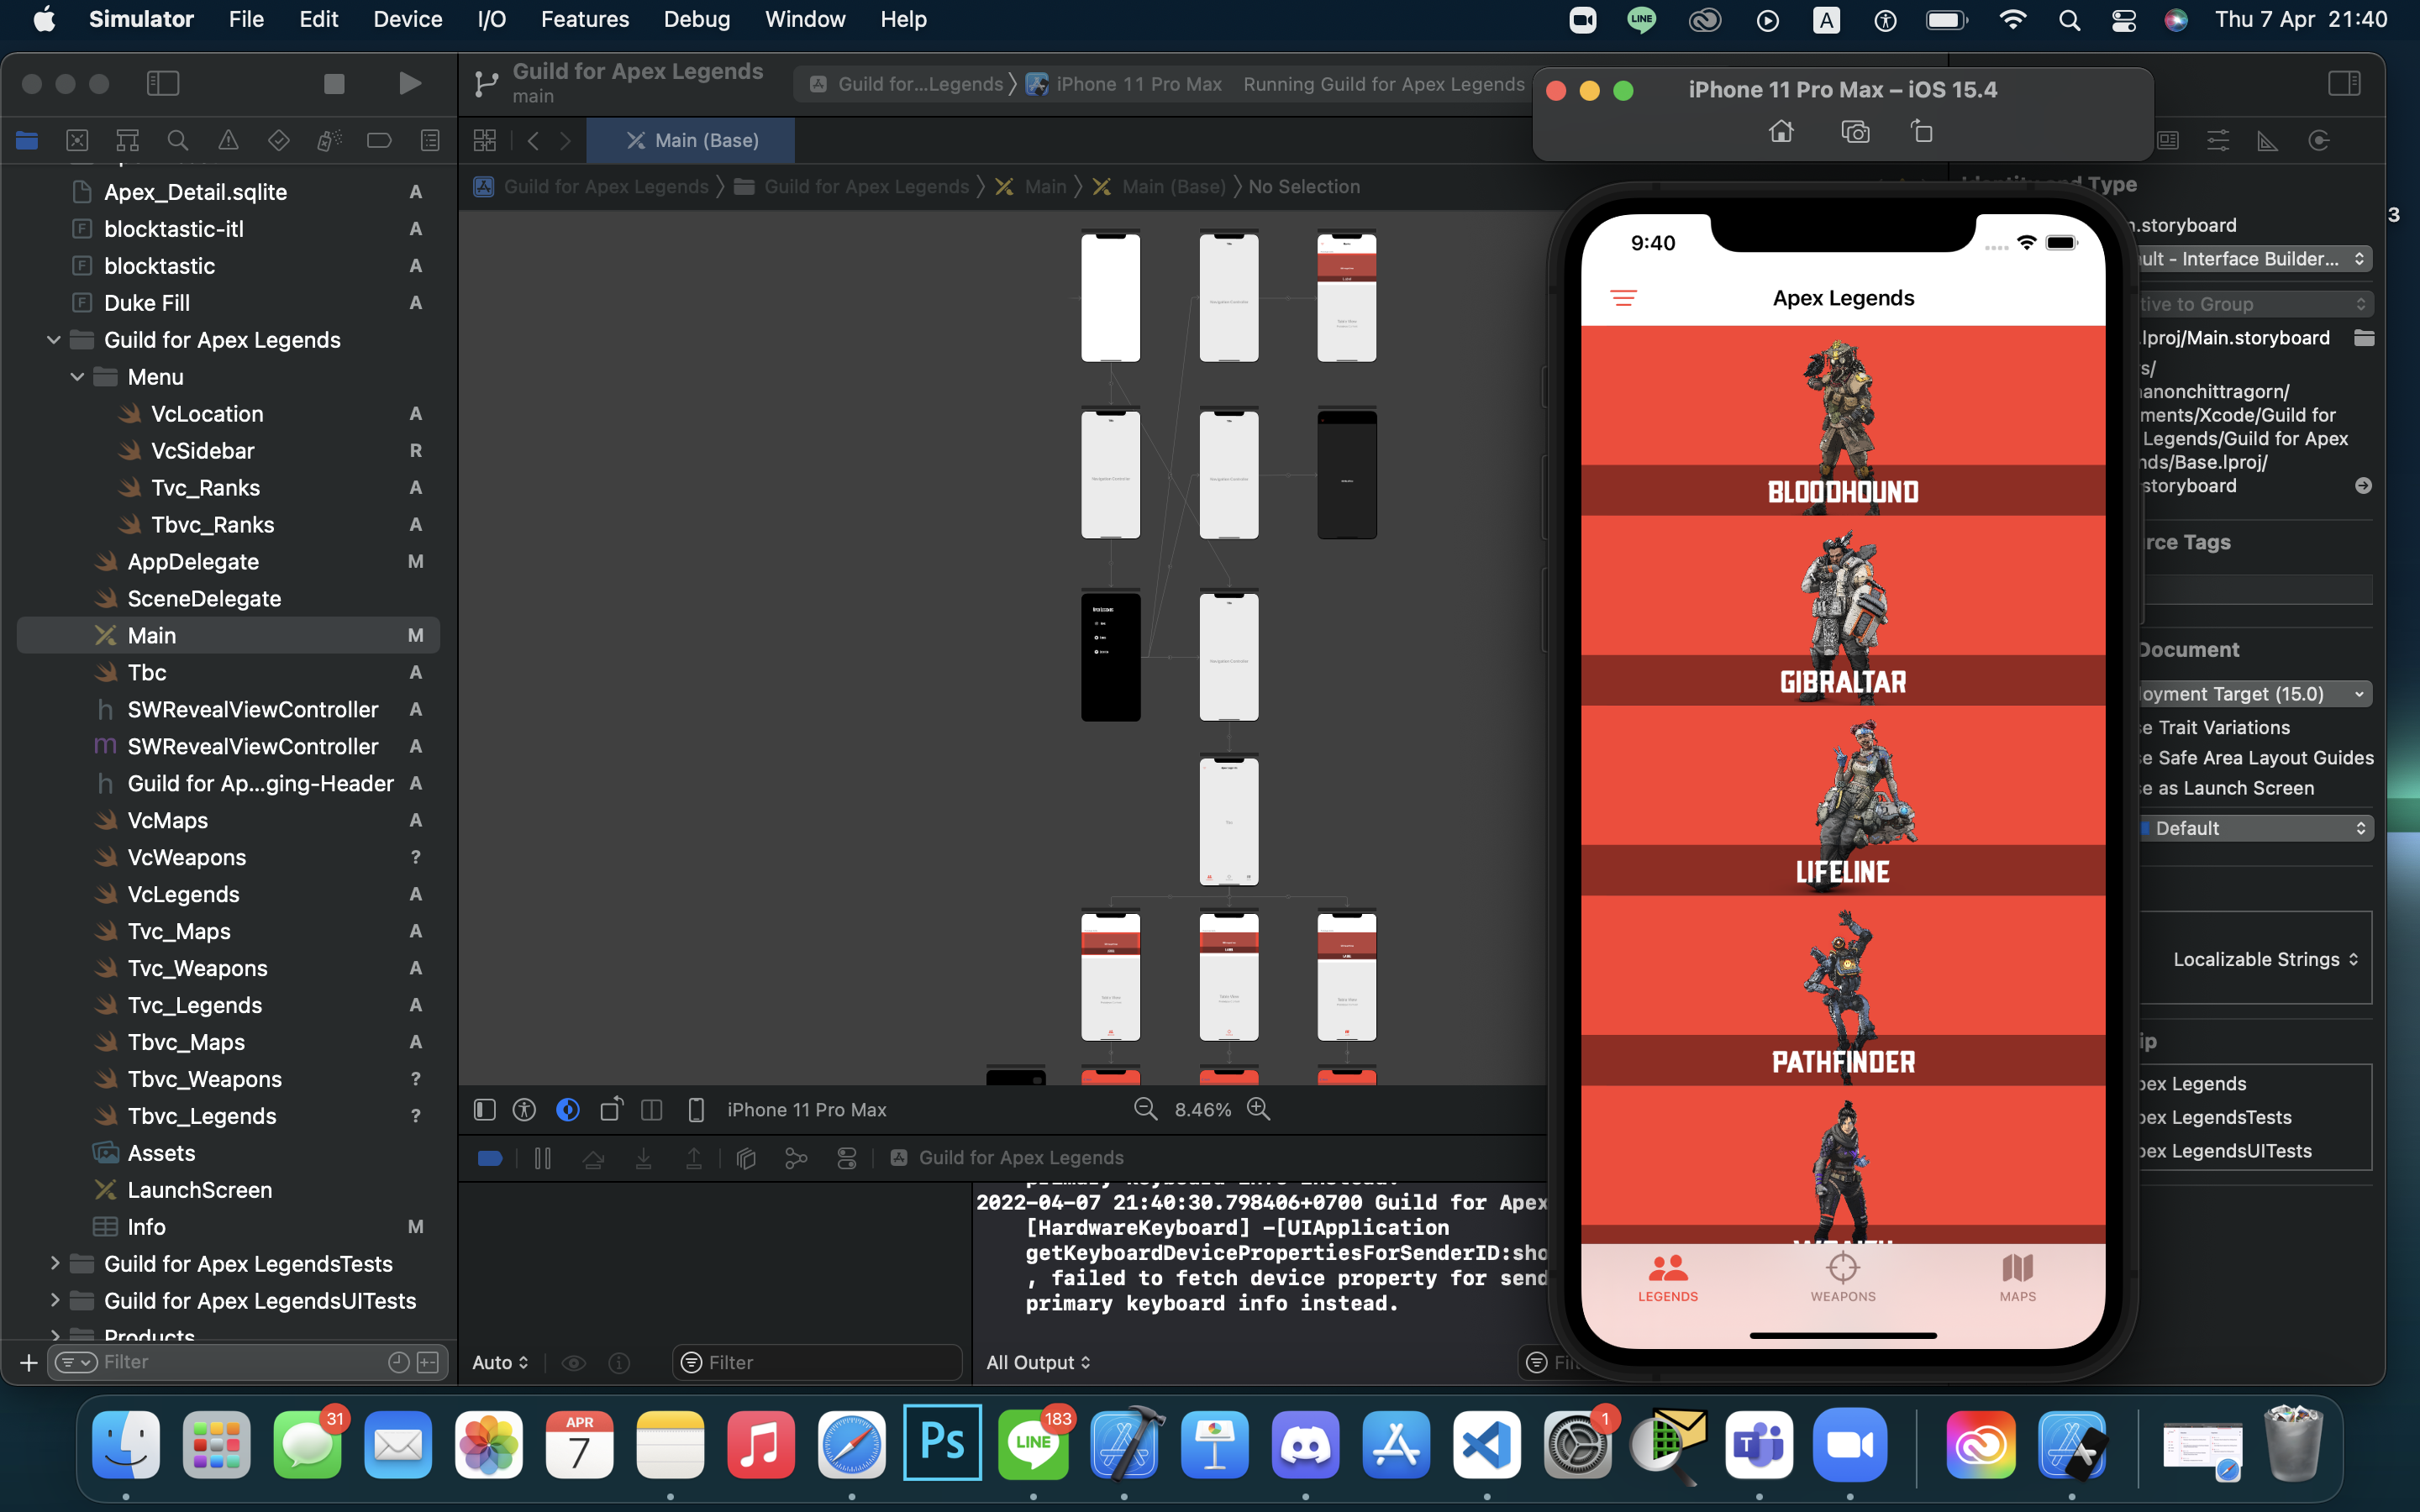 Simulator File Edit Device I/O Features Debug Window Help
LINE
A
Thu 7 Apr 21:40
Guild for Apex Legends
main
Guild for...Legends
iPhone 11 Pro Max
Running Guild for Apex Legends
iPhone 11 Pro Max – iOS 15.4
Main (Base)
Guild for Apex Legends
Guild for Apex Legends
Main
Main (Base)
No Selection
Apex_Detail.sqlite A
blocktastic-itl A
blocktastic A
Duke Fill A
Guild for Apex Legends
Menu
VcLocation A
VcSidebar R
Tvc_Ranks A
Tbvc_Ranks A
AppDelegate M
SceneDelegate
Main M
Tbc A
SWRevealViewController A
SWRevealViewController A
Guild for Ap...ging-Header A
VcMaps A
VcWeapons ?
VcLegends A
Tvc_Maps A
Tvc_Weapons A
Tvc_Legends A
Tbvc_Maps A
Tbvc_Weapons ?
Tbvc_Legends ?
Assets
LaunchScreen
Info M
Guild for Apex LegendsTests
Guild for Apex LegendsUITests
Products
Filter
iPhone 11 Pro Max
8.46%
Guild for Apex Legends
primary keyboard info instead.
2022-04-07 21:40:30.798406+0700 Guild for Apex
[HardwareKeyboard] -[UIApplication
getKeyboardDevicePropertiesForSenderID:sho
, failed to fetch device property for send
primary keyboard info instead.
Auto
Filter
All Output
9:40
Apex Legends
BLOODHOUND
GIBRALTAR
LIFELINE
PATHFINDER
LEGENDS
WEAPONS
MAPS
and Type
3
.storyboard
ult - Interface Builder...
tive to Group
.lproj/Main.storyboard
s/
anonchittragorn/
ments/Xcode/Guild for
Legends/Guild for Apex
nds/Base.lproj/
storyboard
rce Tags
Document
loyment Target (15.0)
se Trait Variations
se Safe Area Layout Guides
se as Launch Screen
Default
Localizable Strings
ip
pex Legends
pex LegendsTests
pex LegendsUITests
31
APR
7
Ps
183
LINE
1
T